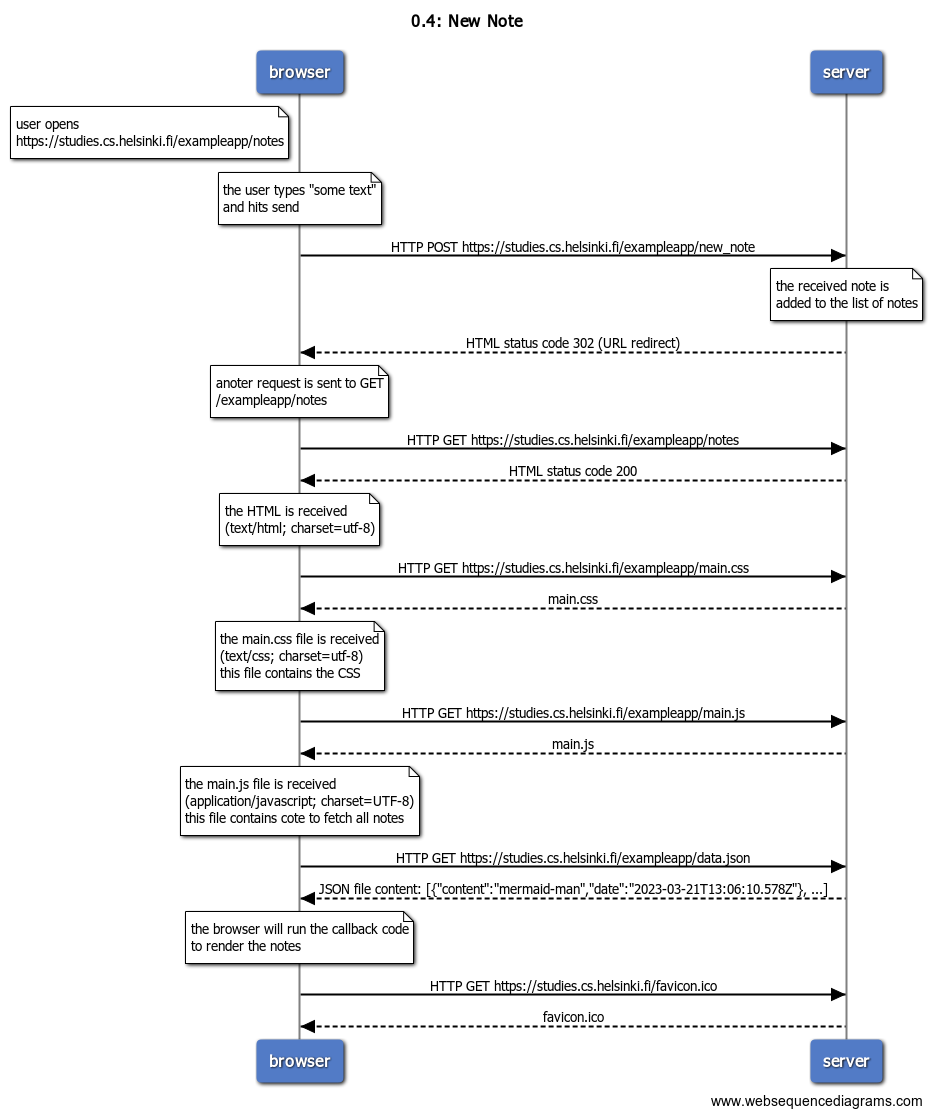 0.4: New Note
browser
server
user opens
https://studies.cs.helsinki.fi/exampleapp/notes
the user types "some text"
and hits send
HTTP POST https://studies.cs.helsinki.fi/exampleapp/new_note
the received note is
added to the list of notes
HTML status code 302 (URL redirect)
anoter request is sent to GET
/exampleapp/notes
HTTP GET https://studies.cs.helsinki.fi/exampleapp/notes
HTML status code 200
the HTML is received
(text/html; charset=utf-8)
HTTP GET https://studies.cs.helsinki.fi/exampleapp/main.css
main.css
the main.css file is received
(text/css; charset=utf-8)
this file contains the CSS
HTTP GET https://studies.cs.helsinki.fi/exampleapp/main.js
main.js
the main.js file is received
(application/javascript; charset=UTF-8)
this file contains cote to fetch all notes
HTTP GET https://studies.cs.helsinki.fi/exampleapp/data.json
JSON file content: [{"content":"mermaid-man","date":"2023-03-21T13:06:10.578Z"}, ...]
the browser will run the callback code
to render the notes
HTTP GET https://studies.cs.helsinki.fi/favicon.ico
favicon.ico
browser
server
www.websequencediagrams.com